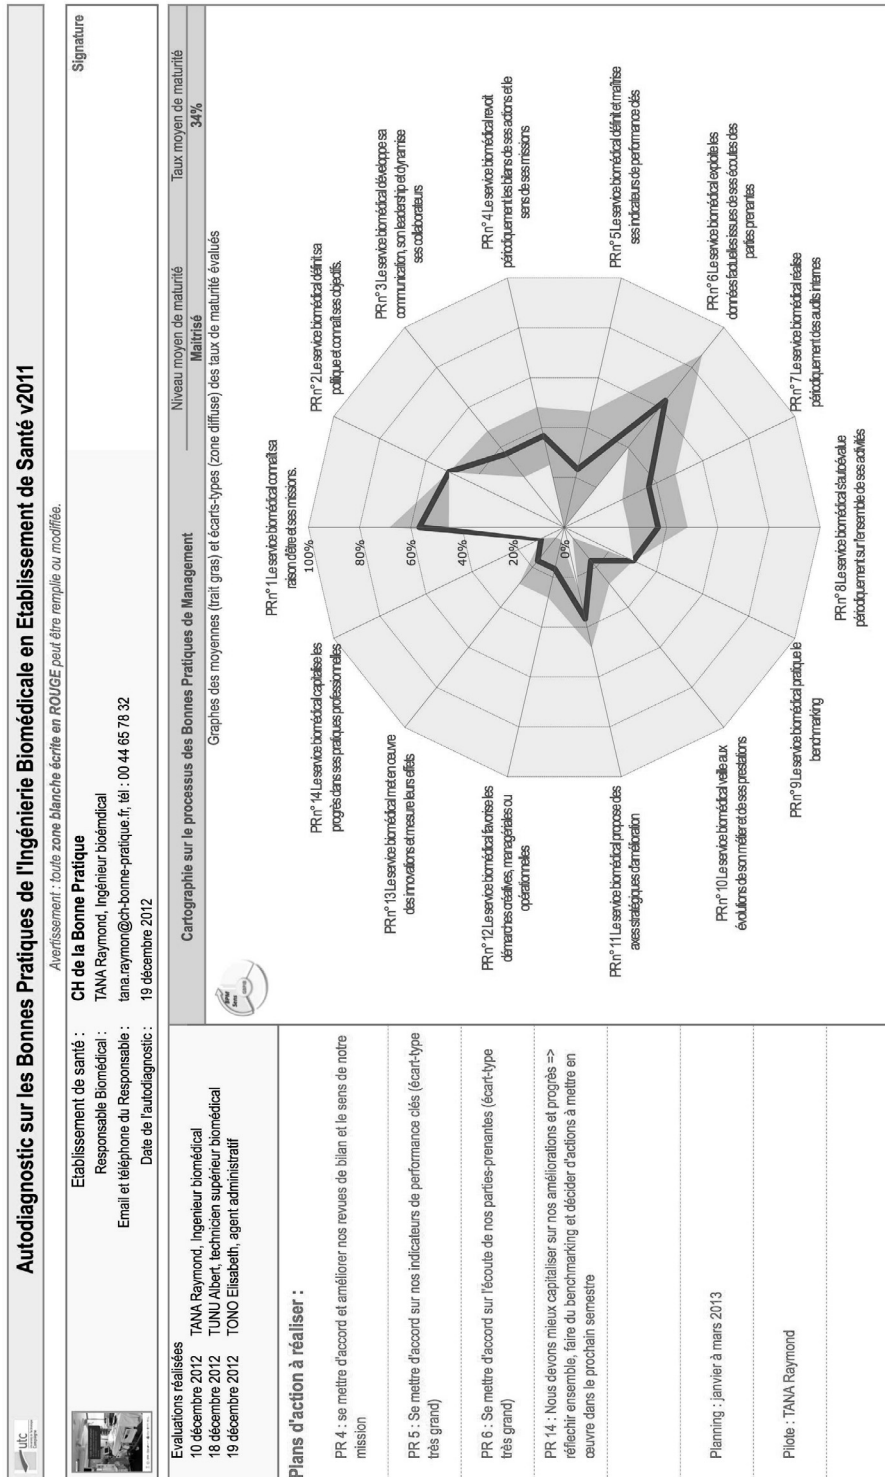 utc
Autodiagnostic sur les Bonnes Pratiques de l'Ingénierie Biomédicale en Etablissement de Santé v2011
Avertissement : toute zone blanche écrite en ROUGE peut être remplie ou modifiée.
Etablissement de santé : CH de la Bonne Pratique
Signature
Responsable Biomédical : TANA Raymond, Ingénieur bioémdical
Email et téléphone du Responsable : tana.raymon@ch-bonne-pratique.fr, tél : 00 44 65 78 32
Date de l'autodiagnostic : 19 décembre 2012
Evaluations réalisées
10 décembre 2012 TANA Raymond, Ingenieur biomédical
18 décembre 2012 TUNU Albert, technicien supérieur biomédical
19 décembre 2012 TONO Elisabeth, agent administratif
Plans d'action à réaliser :
PR 4 : se mettre d'accord et améliorer nos revues de bilan et le sens de notre
mission
PR 5 : Se mettre d'accord sur nos indicateurs de performance clés (écart-type
très grand)
PR 6 : Se mettre d'accord sur l'écoute de nos parties-prenantes (écart-type
très grand)
PR 14 : Nous devons mieux capitaliser sur nos améliorations et progrès =>
réflechir ensemble, faire du benchmarking et décider d'actions à mettre en
œuvre dans le prochain semestre
Planning : janvier à mars 2013
Pilote : TANA Raymond
Cartographie sur le processus des Bonnes Pratiques de Management
Niveau moyen de maturité
Maitrisé
Taux moyen de maturité
34%
Graphes des moyennes (trait gras) et écarts-types (zone diffuse) des taux de maturité évalués
PR n° 1 Le service biomédical connaît sa
raison d'être et ses missions.
100%
80%
60%
40%
20%
0%
PR n° 2 Le service biomédical définit sa
politique et connaît ses objectifs.
PR n° 3 Le service biomédical développe sa
communication, son leadership et dynamise
ses collaborateurs
PR n° 4 Le service biomédical revoit
périodiquement les bilans de ses actions et le
sens de ses missions
PR n° 5 Le service biomédical définit et maîtrise
ses indicateurs de performance clés
PR n° 6 Le service biomédical exploite les
données factuelles issues de ses écoutes des
parties prenantes
PR n° 7 Le service biomédical réalise
périodiquement des audits internes
PR n° 8 Le service biomédical s'autoévalue
périodiquement sur l'ensemble de ses activités
PR n° 9 Le service biomédical pratique le
benchmarking
PR n° 10 Le service biomédical veille aux
évolutions de son métier et de ses prestations
PR n° 11 Le service biomédical propose des
axes stratégiques d'amélioration
PR n° 12 Le service biomédical favorise les
démarches créatives, managériales ou
opérationnelles
PR n° 13 Le service biomédical met en œuvre
des innovations et mesure leurs effets
PR n° 14 Le service biomédical capitalise les
progrès dans ses pratiques professionnelles